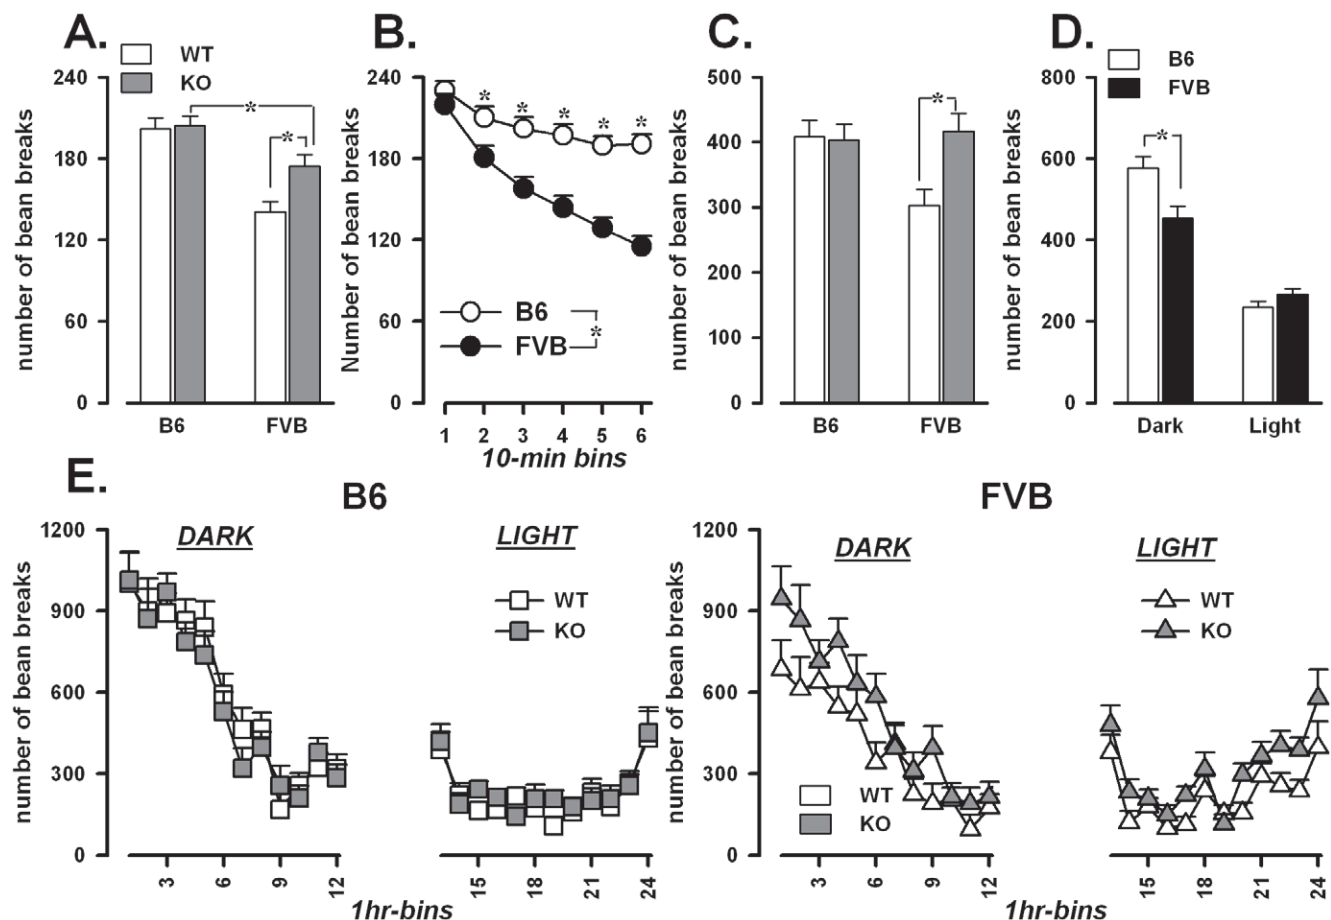 A.
WT
KO
number of bean breaks
240
180
120
60
0
*
*
B6
FVB
B.
Number of bean breaks
240
180
120
60
0
* * * * *
B6
FVB
*
1 2 3 4 5 6
10-min bins
C.
number of bean breaks
500
400
300
200
100
0
*
B6
FVB
D.
B6
FVB
number of bean breaks
800
600
400
200
0
*
Dark
Light
E.
B6
number of bean breaks
1200
900
600
300
0
DARK
LIGHT
WT
KO
3 6 9 12 15 18 21 24
1hr-bins
FVB
number of bean breaks
1200
900
600
300
0
DARK
LIGHT
WT
KO
WT
KO
3 6 9 12 15 18 21 24
1hr-bins